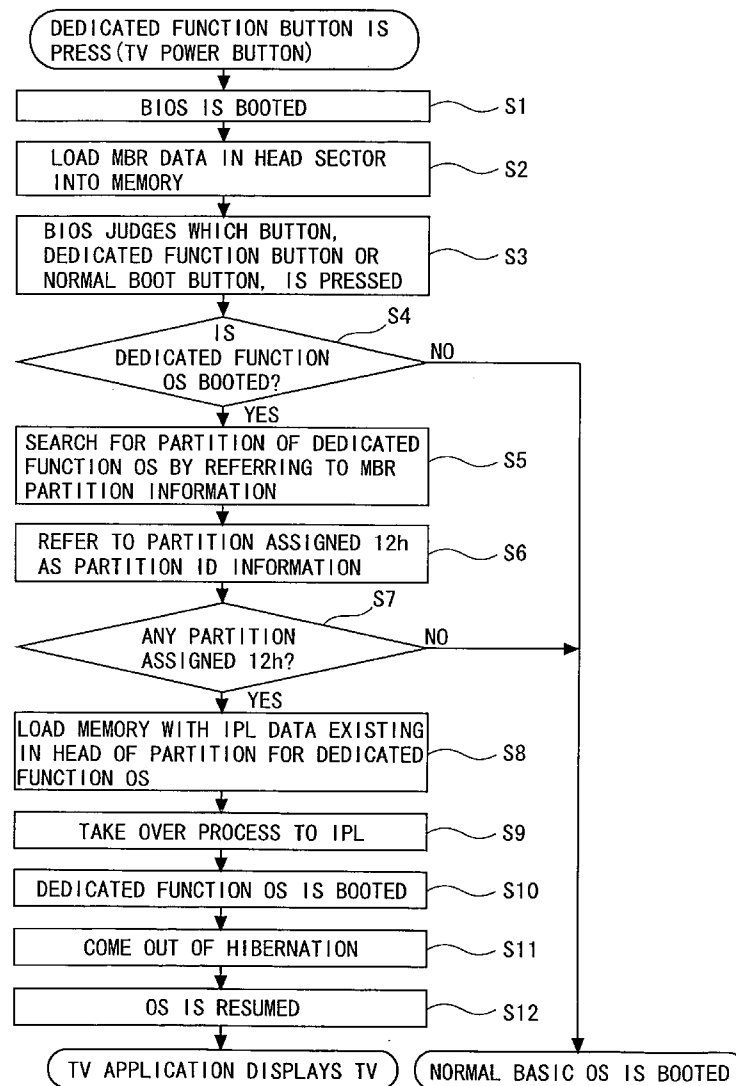 DEDICATED FUNCTION BUTTON IS
PRESS(TV POWER BUTTON)
BIOS IS BOOTED
S1
LOAD MBR DATA IN HEAD SECTOR
INTO MEMORY
S2
BIOS JUDGES WHICH BUTTON,
DEDICATED FUNCTION BUTTON OR
NORMAL BOOT BUTTON, IS PRESSED
S3
S4
IS
DEDICATED FUNCTION
OS BOOTED?
NO
YES
SEARCH FOR PARTITION OF DEDICATED
FUNCTION OS BY REFERRING TO MBR
PARTITION INFORMATION
S5
REFER TO PARTITION ASSIGNED 12h
AS PARTITION ID INFORMATION
S6
S7
ANY PARTITION
ASSIGNED 12h?
NO
YES
LOAD MEMORY WITH IPL DATA EXISTING
IN HEAD OF PARTITION FOR DEDICATED
FUNCTION OS
S8
TAKE OVER PROCESS TO IPL
S9
DEDICATED FUNCTION OS IS BOOTED
S10
COME OUT OF HIBERNATION
S11
OS IS RESUMED
S12
TV APPLICATION DISPLAYS TV
NORMAL BASIC OS IS BOOTED